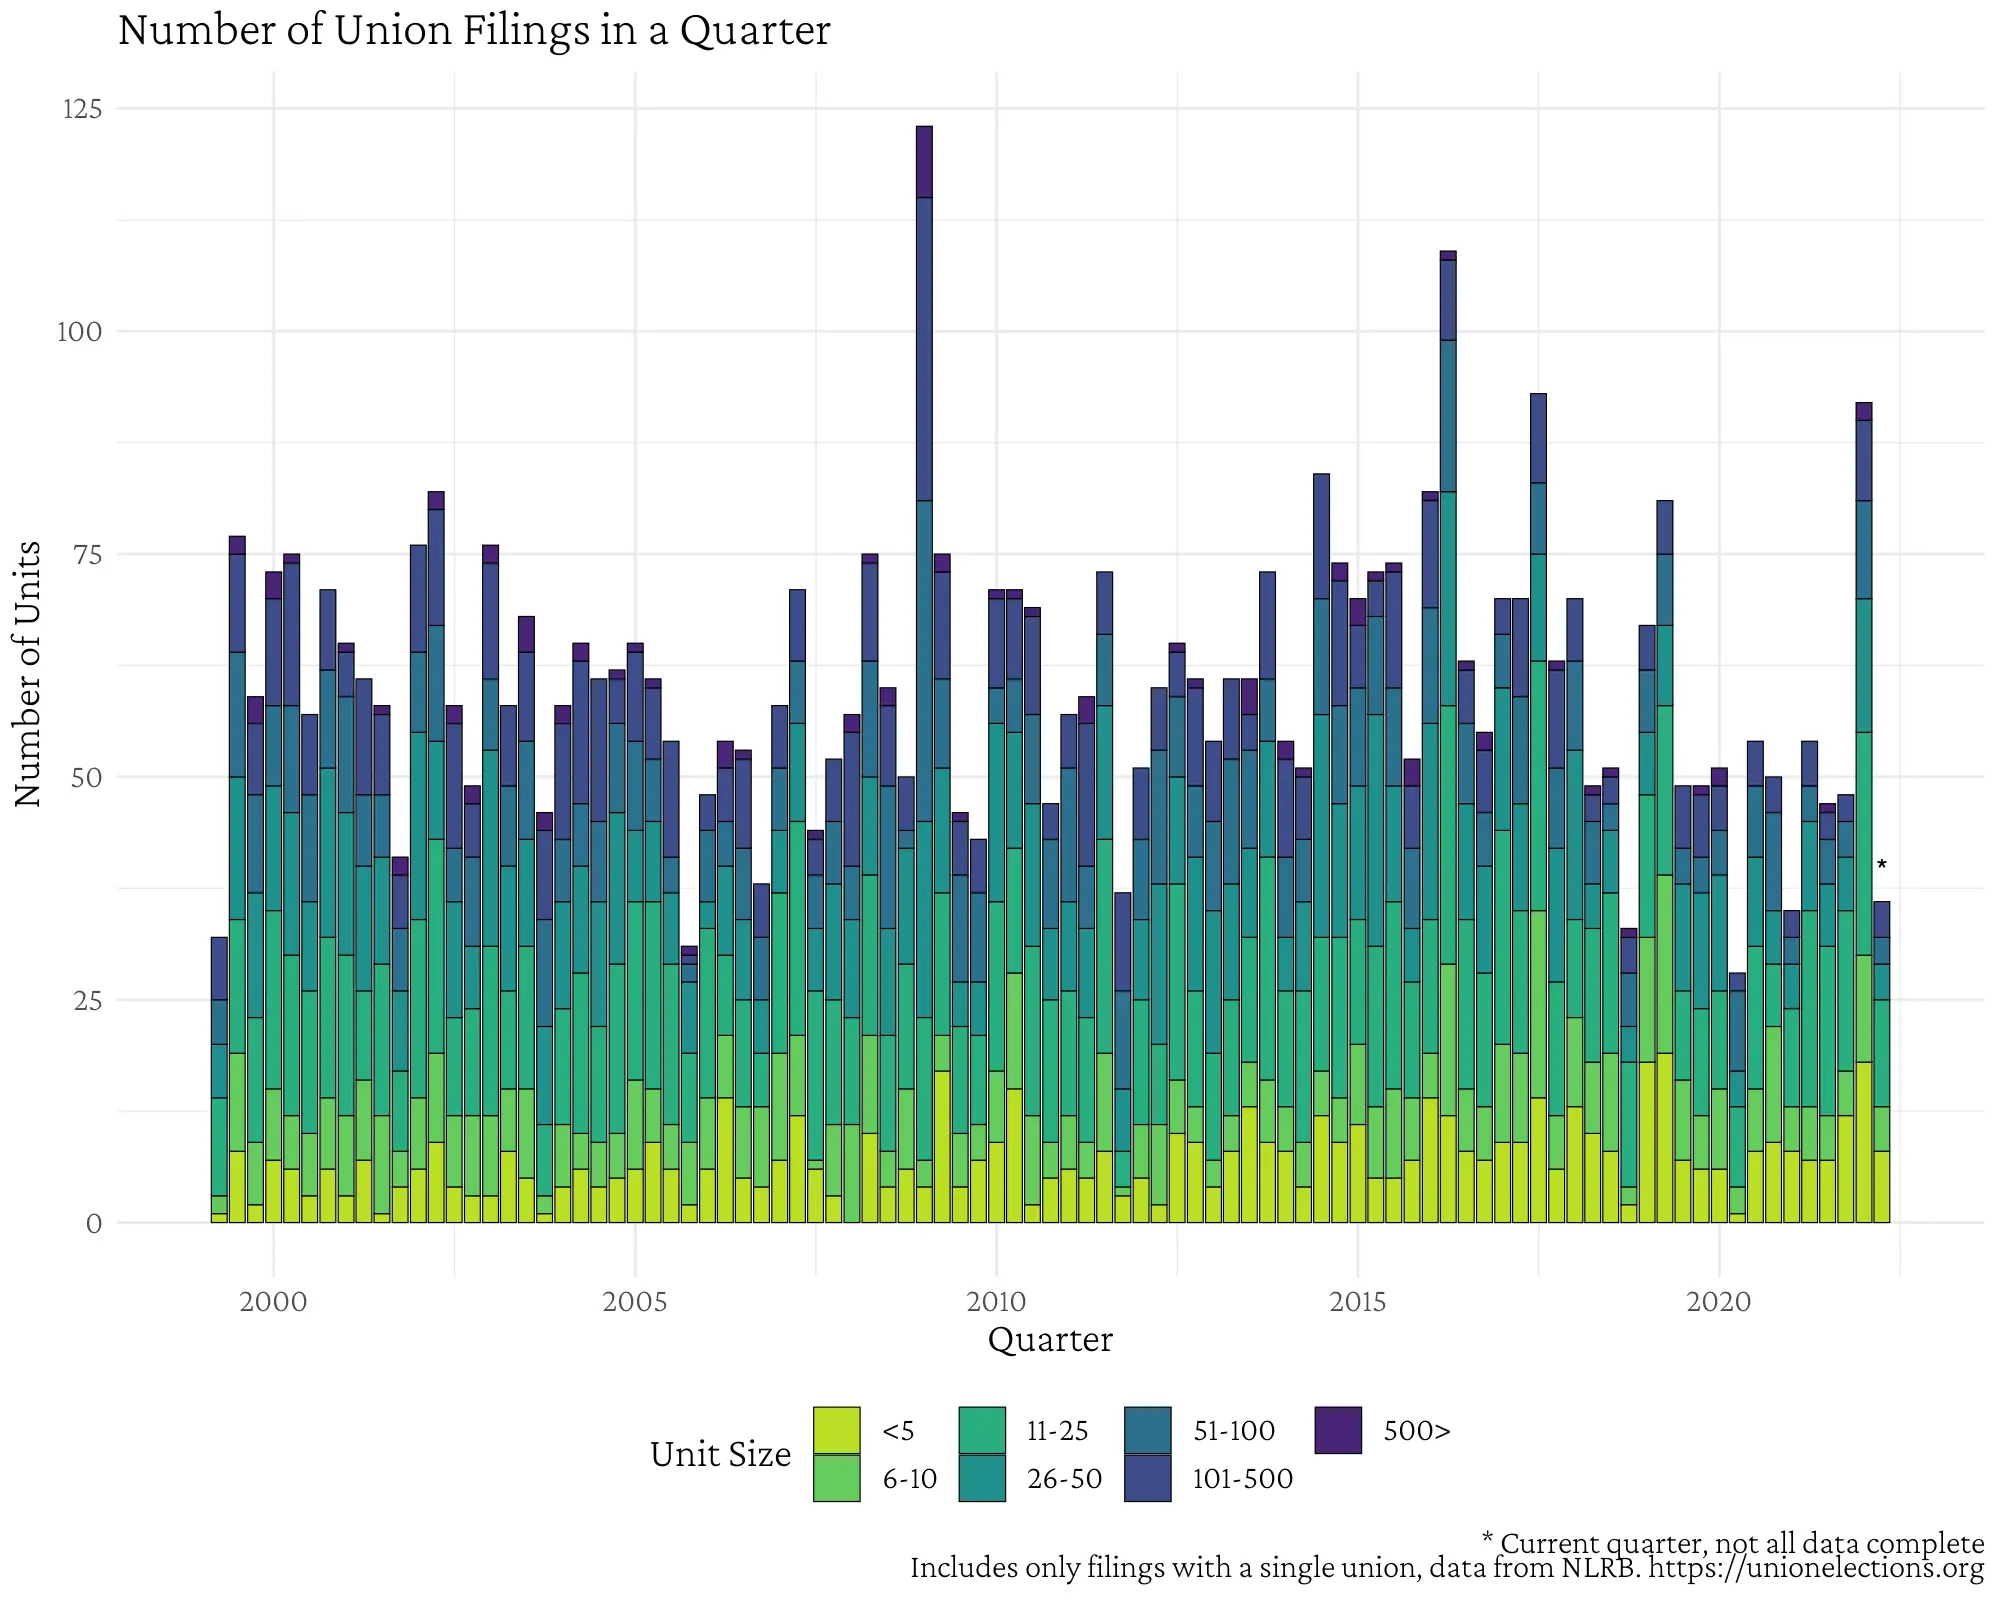 Number of Union Filings in a Quarter
Number of Units
125
100
75
50
25
0
*
2000 2005 2010 2015 2020
Quarter
Unit Size
<5 11-25 51-100 500>
6-10 26-50 101-500
* Current quarter, not all data complete
Includes only filings with a single union, data from NLRB. https://unionelections.org